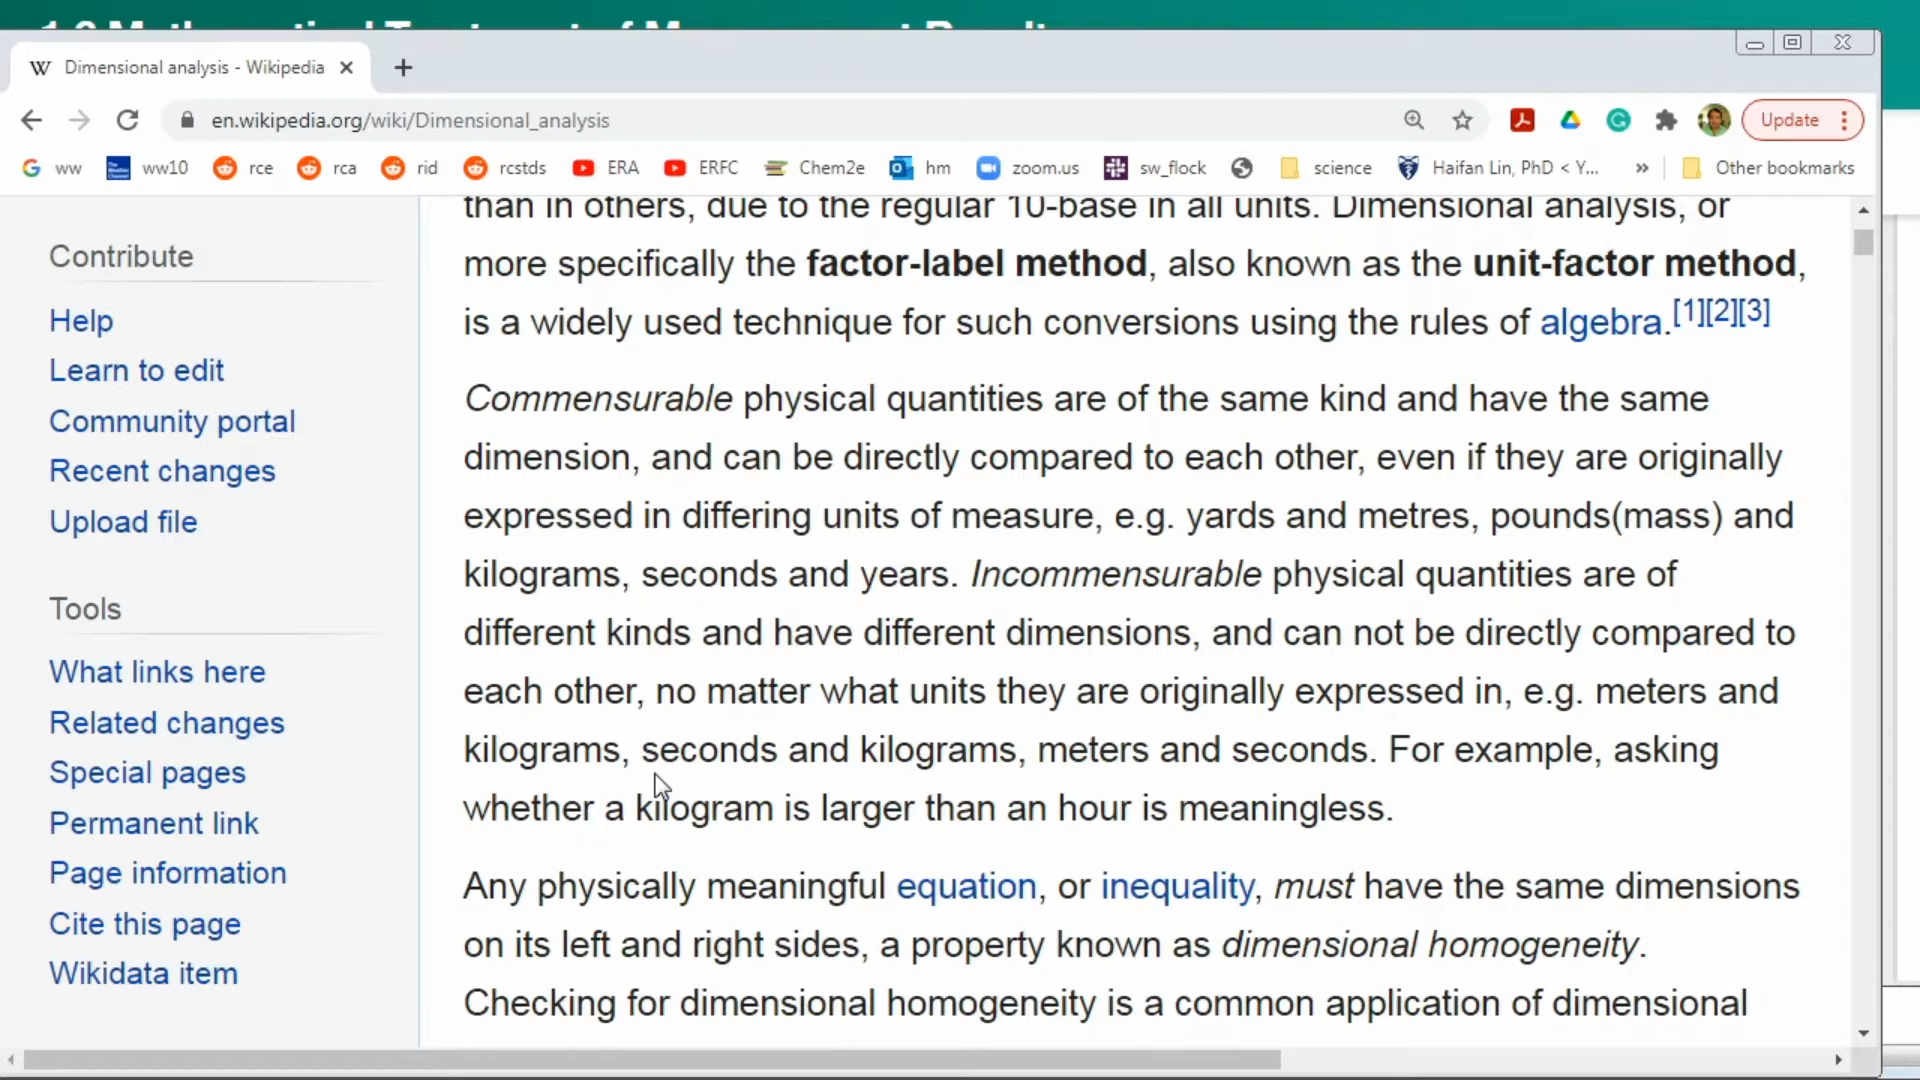 Dimensional analysis - Wikipedia
en.wikipedia.org/wiki/Dimensional_analysis
Update
ww
ww10
rce
rca
rid
rcstds
ERA
ERFC
Chem2e
hm
zoom.us
sw_flock
science
Haifan Lin, PhD < Y...
»
Other bookmarks
Contribute
Help
Learn to edit
Community portal
Recent changes
Upload file
Tools
What links here
Related changes
Special pages
Permanent link
Page information
Cite this page
Wikidata item
than in others, due to the regular 10-base in all units. Dimensional analysis, or
more specifically the factor-label method, also known as the unit-factor method,
is a widely used technique for such conversions using the rules of algebra.[1][2][3]
Commensurable physical quantities are of the same kind and have the same
dimension, and can be directly compared to each other, even if they are originally
expressed in differing units of measure, e.g. yards and metres, pounds(mass) and
kilograms, seconds and years. Incommensurable physical quantities are of
different kinds and have different dimensions, and can not be directly compared to
each other, no matter what units they are originally expressed in, e.g. meters and
kilograms, seconds and kilograms, meters and seconds. For example, asking
whether a kilogram is larger than an hour is meaningless.
Any physically meaningful equation, or inequality, must have the same dimensions
on its left and right sides, a property known as dimensional homogeneity.
Checking for dimensional homogeneity is a common application of dimensional